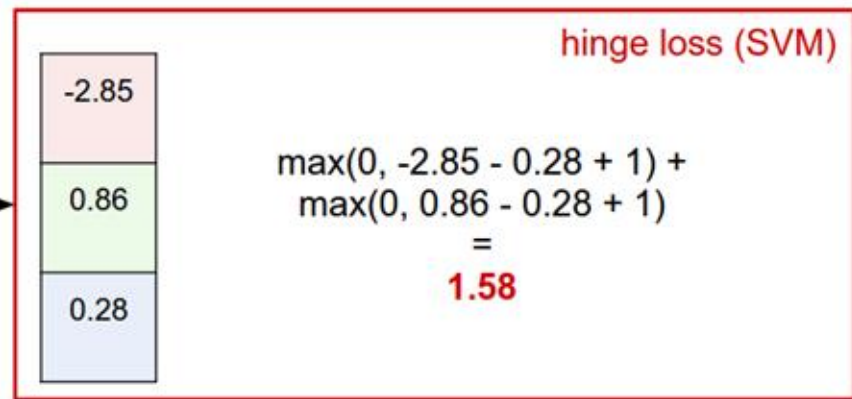 hinge loss (SVM)
-2.85
0.86
0.28
max(0, -2.85 - 0.28 + 1) +
max(0, 0.86 - 0.28 + 1)
=
1.58